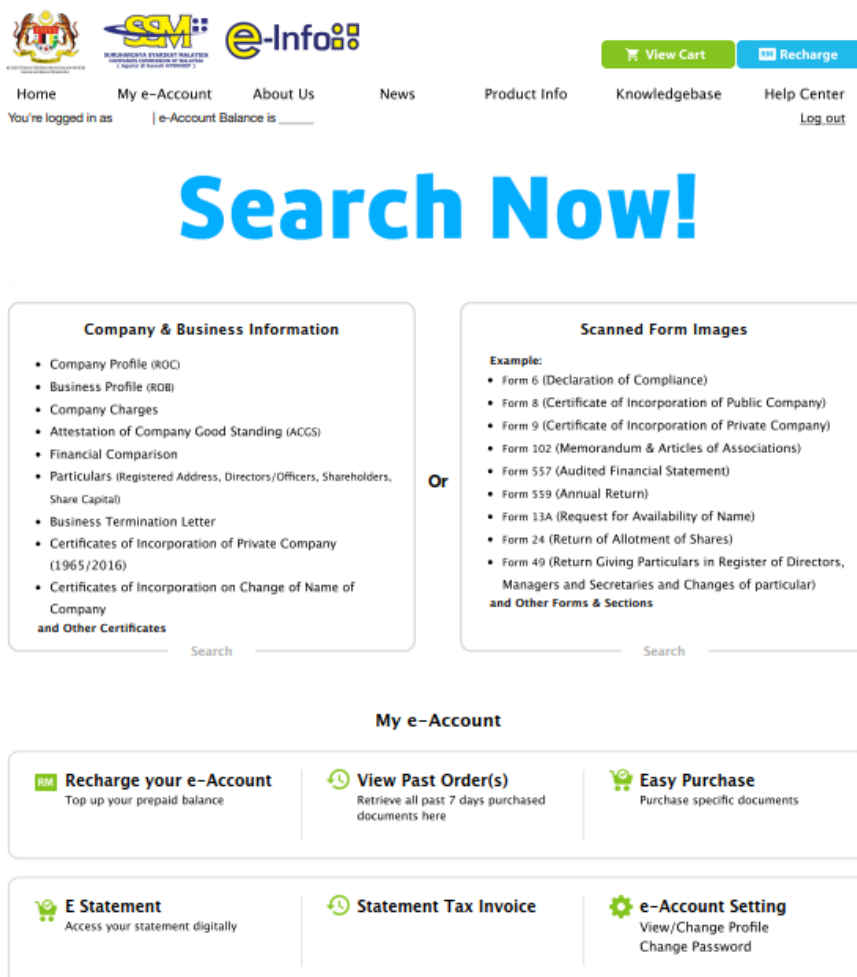 SSM
SURUHANJAYA SYARIKAT MALAYSIA
COMPANIES COMMISSION OF MALAYSIA
e-Info
View Cart
RM Recharge
Home My e-Account About Us News Product Info Knowledgebase Help Center
You're logged in as | e-Account Balance is _____ Log out
Search Now!
Company & Business Information
• Company Profile (ROC)
• Business Profile (ROB)
• Company Charges
• Attestation of Company Good Standing (ACGS)
• Financial Comparison
• Particulars (Registered Address, Directors/Officers, Shareholders,
Share Capital)
• Business Termination Letter
• Certificates of Incorporation of Private Company
(1965/2016)
• Certificates of Incorporation on Change of Name of
Company
and Other Certificates
Search
Or
Scanned Form Images
Example:
• Form 6 (Declaration of Compliance)
• Form 8 (Certificate of Incorporation of Public Company)
• Form 9 (Certificate of Incorporation of Private Company)
• Form 102 (Memorandum & Articles of Associations)
• Form 557 (Audited Financial Statement)
• Form 559 (Annual Return)
• Form 13A (Request for Availability of Name)
• Form 24 (Return of Allotment of Shares)
• Form 49 (Return Giving Particulars in Register of Directors,
Managers and Secretaries and Changes of particular)
and Other Forms & Sections
Search
My e-Account
RM Recharge your e-Account
Top up your prepaid balance
View Past Order(s)
Retrieve all past 7 days purchased
documents here
Easy Purchase
Purchase specific documents
E Statement
Access your statement digitally
Statement Tax Invoice
e-Account Setting
View/Change Profile
Change Password